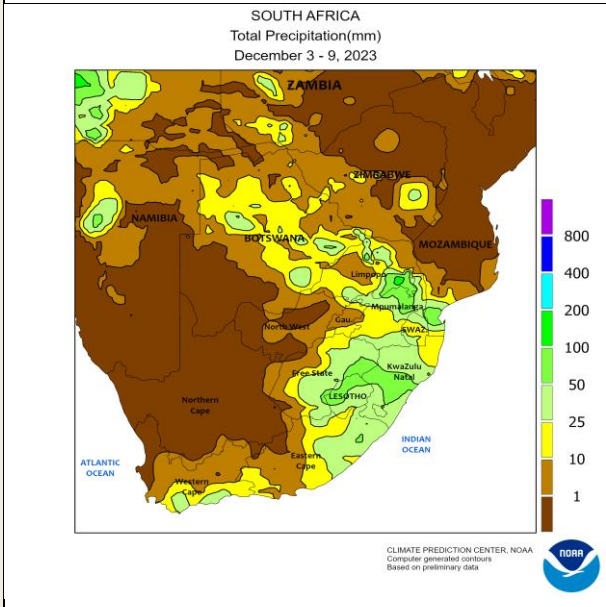 SOUTH AFRICA
Total Precipitation(mm)
December 3 - 9, 2023
ZAMBIA
ZIMBABWE
NAMIBIA
BOTSWANA
MOZAMBIQUE
Limpopo
Mpumalanga
North West
Gau.
SWAZ.
Free State
KwaZulu
Natal
LESOTHO
Northern
Cape
Eastern
Cape
Western
Cape
ATLANTIC
OCEAN
INDIAN
OCEAN
800
400
200
100
50
25
10
1
CLIMATE PREDICTION CENTER, NOAA
Computer generated contours
Based on preliminary data
NOAA